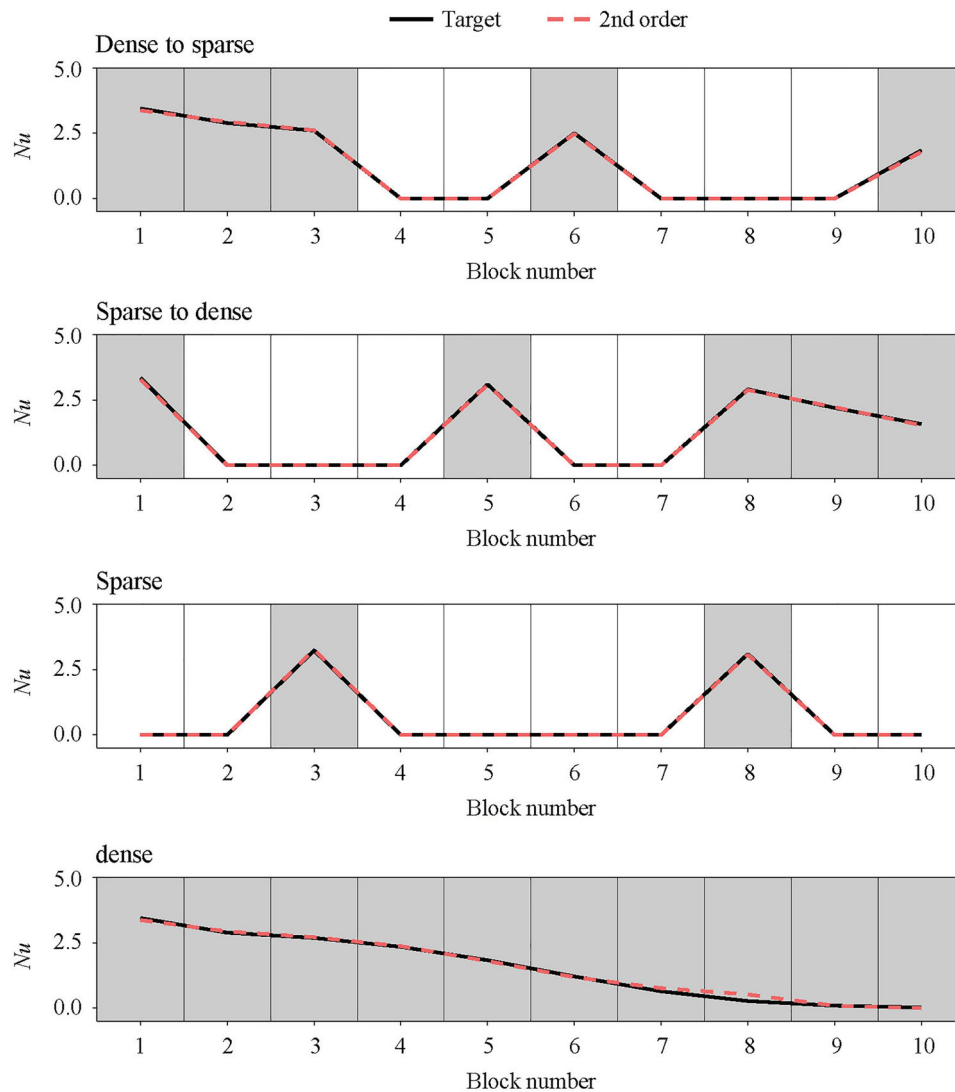 Target 2nd order
Dense to sparse
5.0
2.5
0.0
Nu
1 2 3 4 5 6 7 8 9 10
Block number
Sparse to dense
5.0
2.5
0.0
Nu
1 2 3 4 5 6 7 8 9 10
Block number
Sparse
5.0
2.5
0.0
Nu
1 2 3 4 5 6 7 8 9 10
Block number
dense
5.0
2.5
0.0
Nu
1 2 3 4 5 6 7 8 9 10
Block number